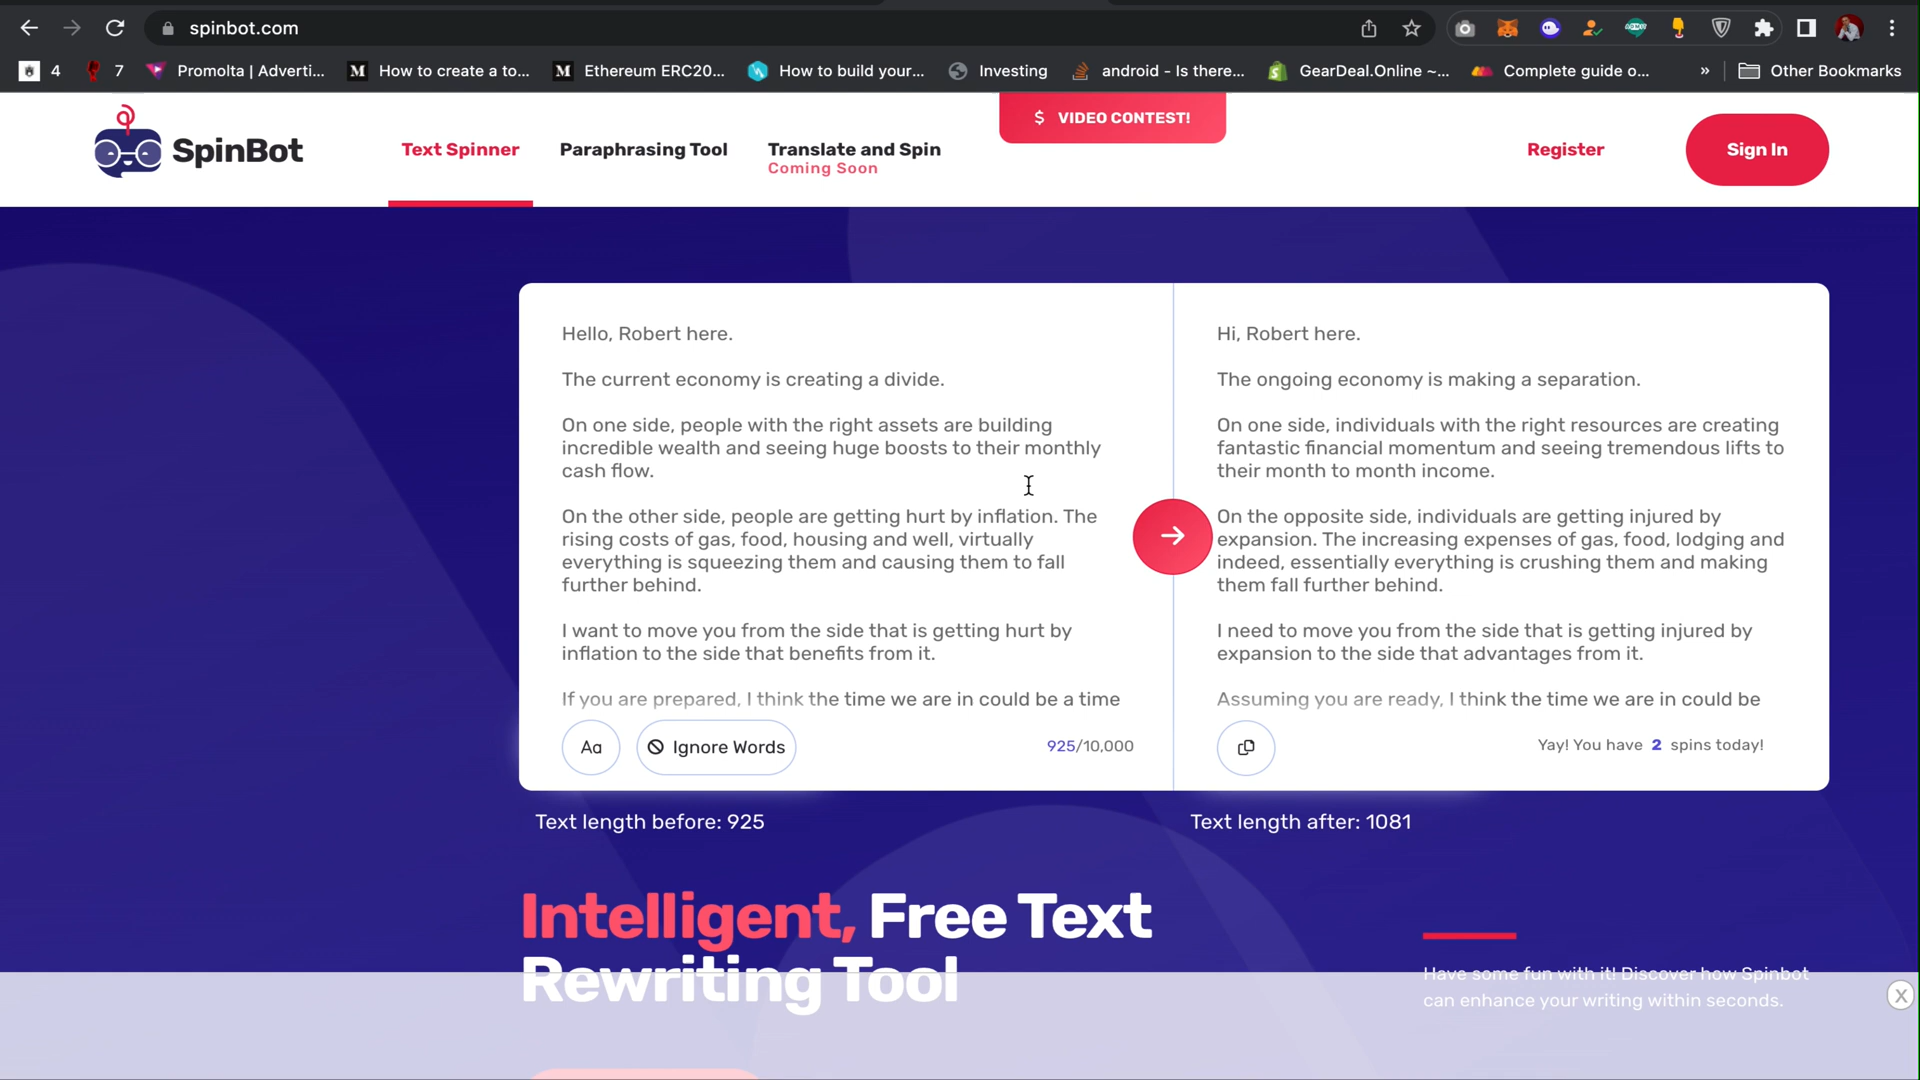 spinbot.com
4
7
Promolta | Adverti...
How to create a to...
Ethereum ERC20...
How to build your...
Investing
android - Is there...
GearDeal.Online ~...
Complete guide o...
»
Other Bookmarks
SpinBot
Text Spinner
Paraphrasing Tool
Translate and Spin
Coming Soon
$ VIDEO CONTEST!
Register
Sign In
Hello, Robert here.
The current economy is creating a divide.
On one side, people with the right assets are building
incredible wealth and seeing huge boosts to their monthly
cash flow.
On the other side, people are getting hurt by inflation. The
rising costs of gas, food, housing and well, virtually
everything is squeezing them and causing them to fall
further behind.
I want to move you from the side that is getting hurt by
inflation to the side that benefits from it.
If you are prepared, I think the time we are in could be a time
Aa
Ignore Words
925/10,000
Hi, Robert here.
The ongoing economy is making a separation.
On one side, individuals with the right resources are creating
fantastic financial momentum and seeing tremendous lifts to
their month to month income.
On the opposite side, individuals are getting injured by
expansion. The increasing expenses of gas, food, lodging and
indeed, essentially everything is crushing them and making
them fall further behind.
I need to move you from the side that is getting injured by
expansion to the side that advantages from it.
Assuming you are ready, I think the time we are in could be
Yay! You have 2 spins today!
Text length before: 925
Text length after: 1081
Intelligent, Free Text
Rewriting Tool
Have some fun with it! Discover how Spinbot
can enhance your writing within seconds.
X